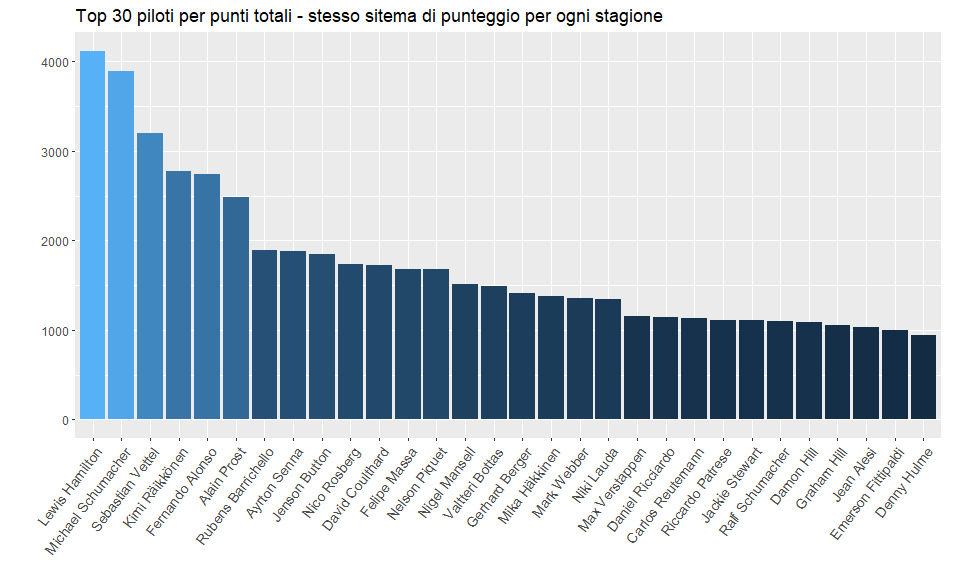 Top 30 piloti per punti totali - stesso sitema di punteggio per ogni stagione
4000
3000
2000
1000
0
Lewis Hamilton
Michael Schumacher
Sebastian Vettel
Kimi Räikkönen
Fernando Alonso
Alain Prost
Rubens Barrichello
Ayrton Senna
Jenson Button
Nico Rosberg
David Coulthard
Felipe Massa
Nelson Piquet
Nigel Mansell
Valtteri Bottas
Gerhard Berger
Mika Häkkinen
Mark Webber
Niki Lauda
Max Verstappen
Daniel Ricciardo
Carlos Reutemann
Riccardo Patrese
Jackie Stewart
Ralf Schumacher
Damon Hill
Graham Hill
Jean Alesi
Emerson Fittipaldi
Denny Hulme